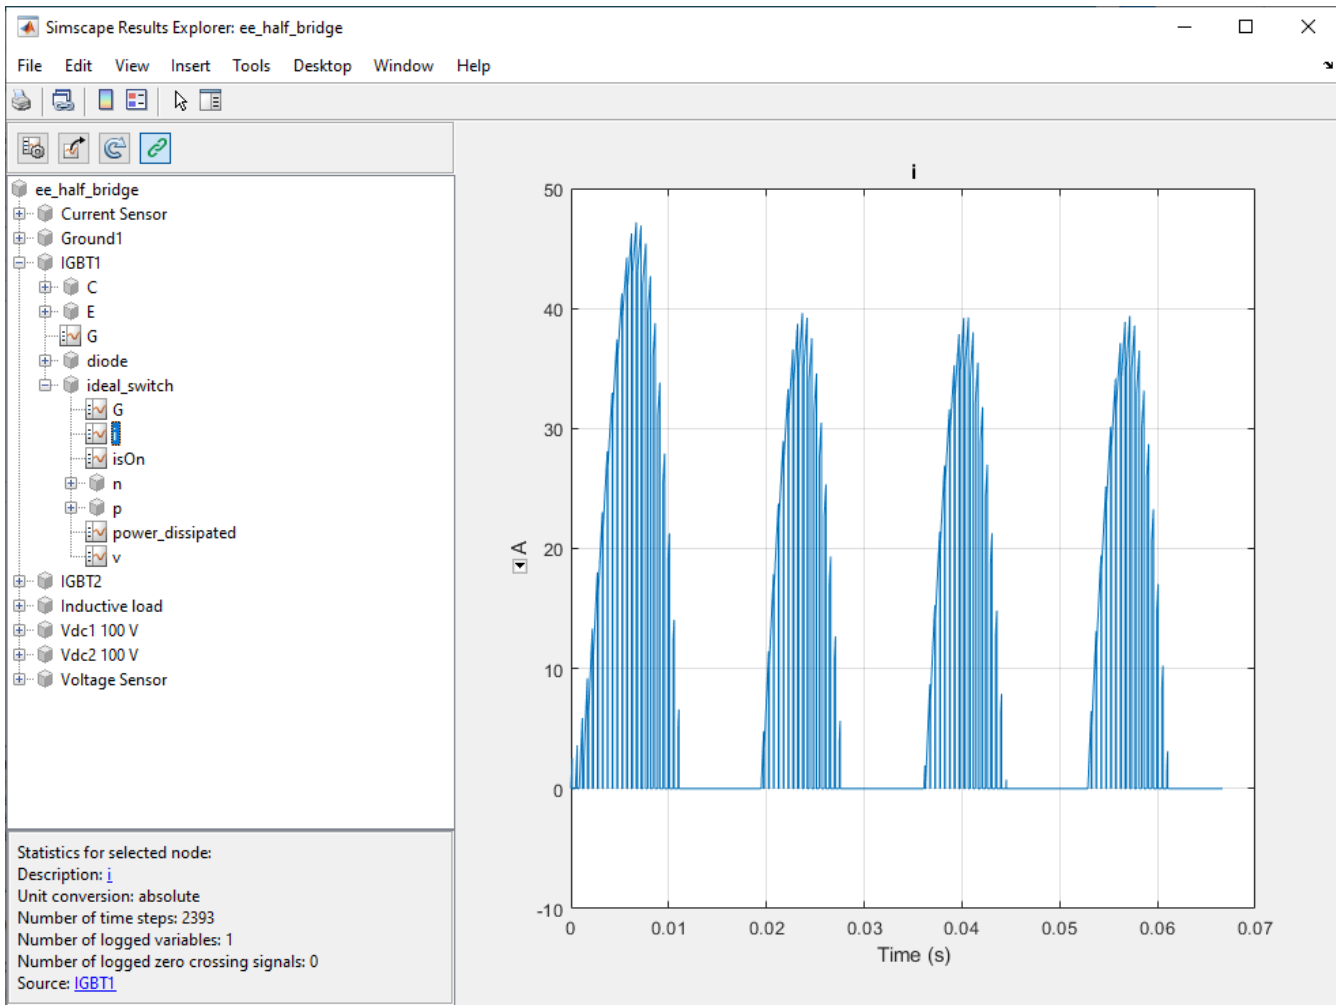 Simscape Results Explorer: ee_half_bridge
File Edit View Insert Tools Desktop Window Help
ee_half_bridge
Current Sensor
Ground1
IGBT1
C
E
G
diode
ideal_switch
G
i
isOn
n
p
power_dissipated
v
IGBT2
Inductive load
Vdc1 100 V
Vdc2 100 V
Voltage Sensor
Statistics for selected node:
Description: i
Unit conversion: absolute
Number of time steps: 2393
Number of logged variables: 1
Number of logged zero crossing signals: 0
Source: IGBT1
i
50
40
30
20
10
0
-10
A
0 0.01 0.02 0.03 0.04 0.05 0.06 0.07
Time (s)